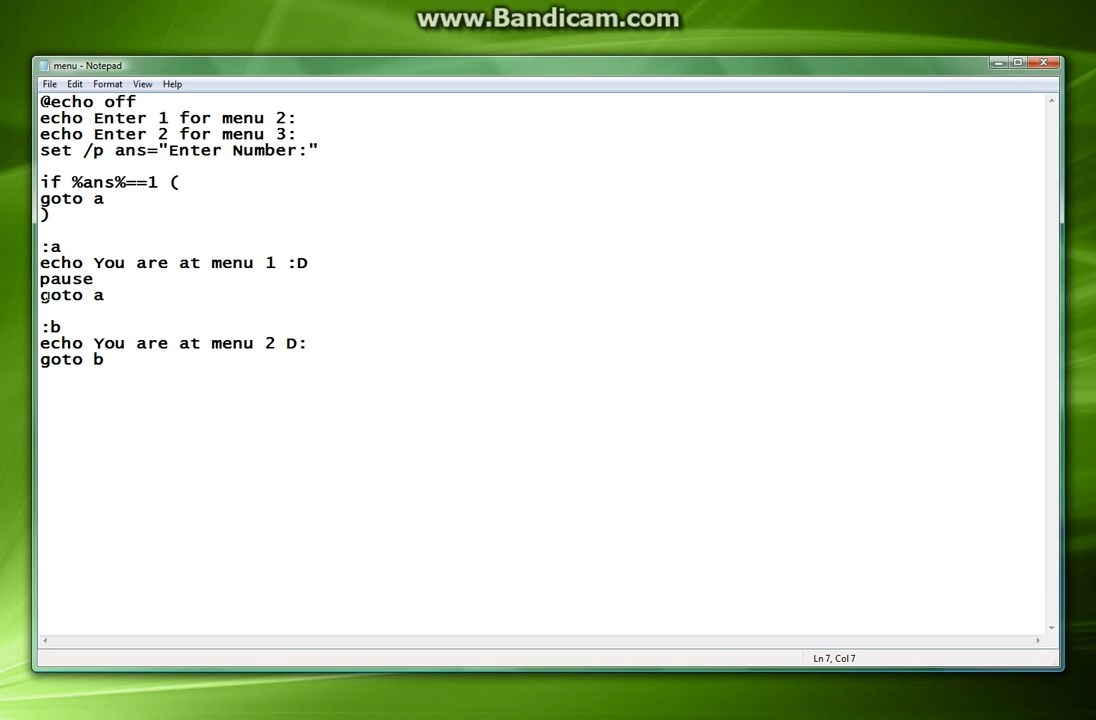 www.Bandicam.com
menu - Notepad
File Edit Format View Help
@echo off
echo Enter 1 for menu 2:
echo Enter 2 for menu 3:
set /p ans="Enter Number:"
if %ans%==1 (
goto a
)
:a
echo You are at menu 1 :D
pause
goto a
:b
echo You are at menu 2 D:
goto b
Ln 7, Col 7